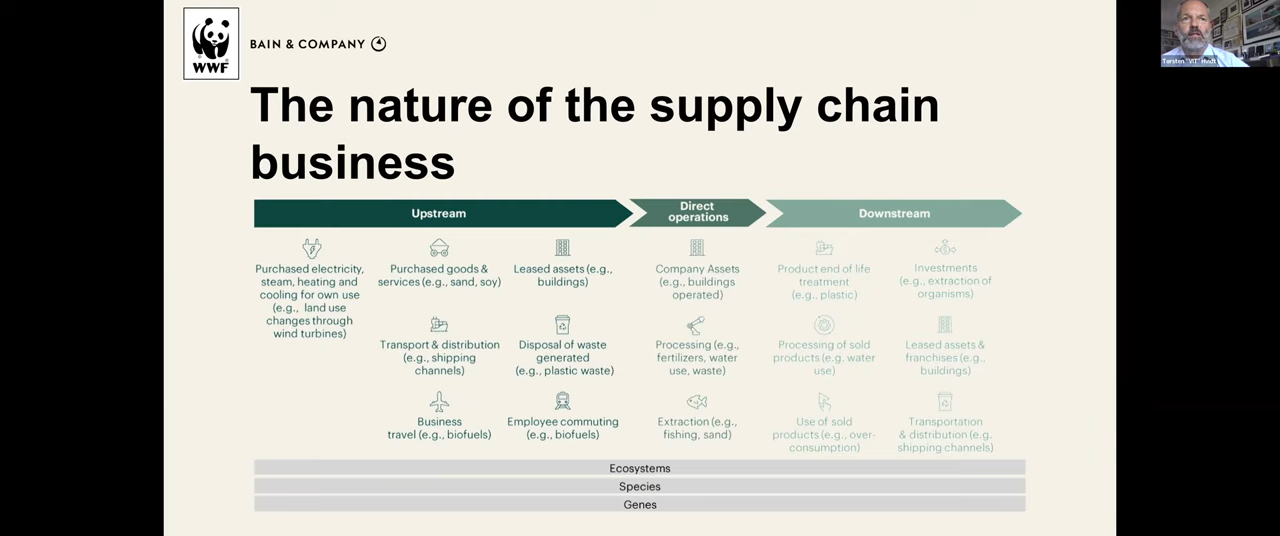 WWF
BAIN & COMPANY
Torsten "VIT" Hvidt
The nature of the supply chain
business
Upstream
Direct
operations
Downstream
Purchased electricity,
steam, heating and
cooling for own use
(e.g., land use
changes through
wind turbines)
Purchased goods &
services (e.g., sand, soy)
Leased assets (e.g.,
buildings)
Company Assets
(e.g., buildings
operated)
Product end of life
treatment
(e.g., plastic)
Investments
(e.g., extraction of
organisms)
Transport & distribution
(e.g., shipping
channels)
Disposal of waste
generated
(e.g., plastic waste)
Processing (e.g.,
fertilizers, water
use, waste)
Processing of sold
products (e.g. water
use)
Leased assets &
franchises (e.g.,
buildings)
Business
travel (e.g., biofuels)
Employee commuting
(e.g., biofuels)
Extraction (e.g.,
fishing, sand)
Use of sold
products (e.g., over-
consumption)
Transportation
& distribution (e.g.
shipping channels)
Ecosystems
Species
Genes